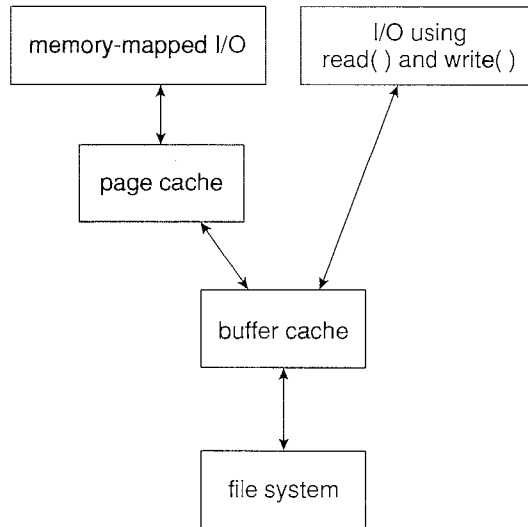 memory-mapped I/O
I/O using
read( ) and write( )
page cache
buffer cache
file system